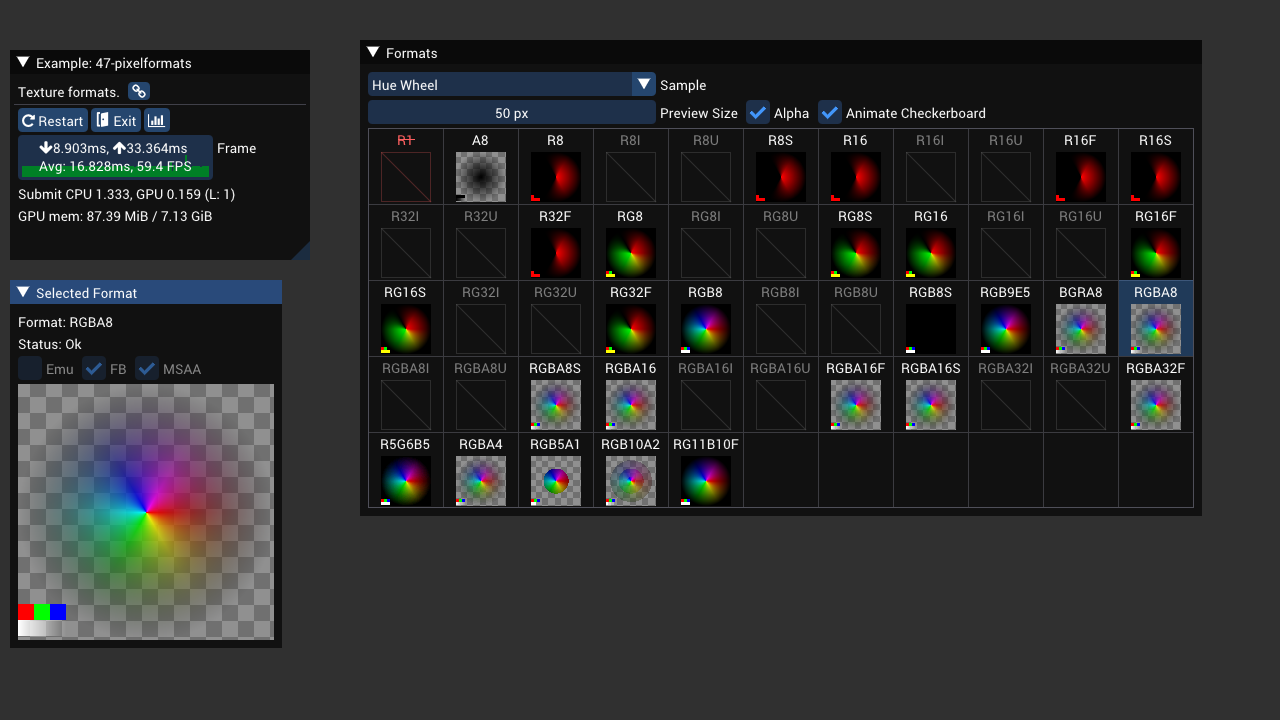 Example: 47-pixelformats
Texture formats.
Restart Exit
8.903ms, 33.364ms Frame
Avg: 16.828ms, 59.4 FPS
Submit CPU 1.333, GPU 0.159 (L: 1)
GPU mem: 87.39 MiB / 7.13 GiB
Selected Format
Format: RGBA8
Status: Ok
Emu FB MSAA
Formats
Hue Wheel Sample
50 px Preview Size Alpha Animate Checkerboard
R1 A8 R8 R8I R8U R8S R16 R16I R16U R16F R16S
R32I R32U R32F RG8 RG8I RG8U RG8S RG16 RG16I RG16U RG16F
RG16S RG32I RG32U RG32F RGB8 RGB8I RGB8U RGB8S RGB9E5 BGRA8 RGBA8
RGBA8I RGBA8U RGBA8S RGBA16 RGBA16I RGBA16U RGBA16F RGBA16S RGBA32I RGBA32U RGBA32F
R5G6B5 RGBA4 RGB5A1 RGB10A2 RG11B10F